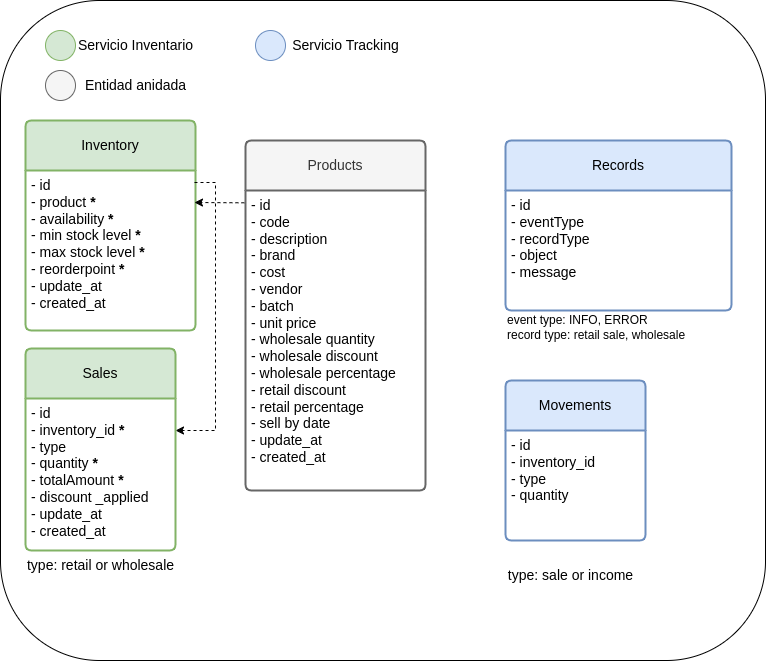 Servicio Inventario
Servicio Tracking
Entidad anidada
Inventory
- id
- product *
- availability *
- min stock level *
- max stock level *
- reorderpoint *
- update_at
- created_at
Sales
- id
- inventory_id *
- type
- quantity *
- totalAmount *
- discount _applied
- update_at
- created_at
type: retail or wholesale
Products
- id
- code
- description
- brand
- cost
- vendor
- batch
- unit price
- wholesale quantity
- wholesale discount
- wholesale percentage
- retail discount
- retail percentage
- sell by date
- update_at
- created_at
Records
- id
- eventType
- recordType
- object
- message
event type: INFO, ERROR
record type: retail sale, wholesale
Movements
- id
- inventory_id
- type
- quantity
type: sale or income